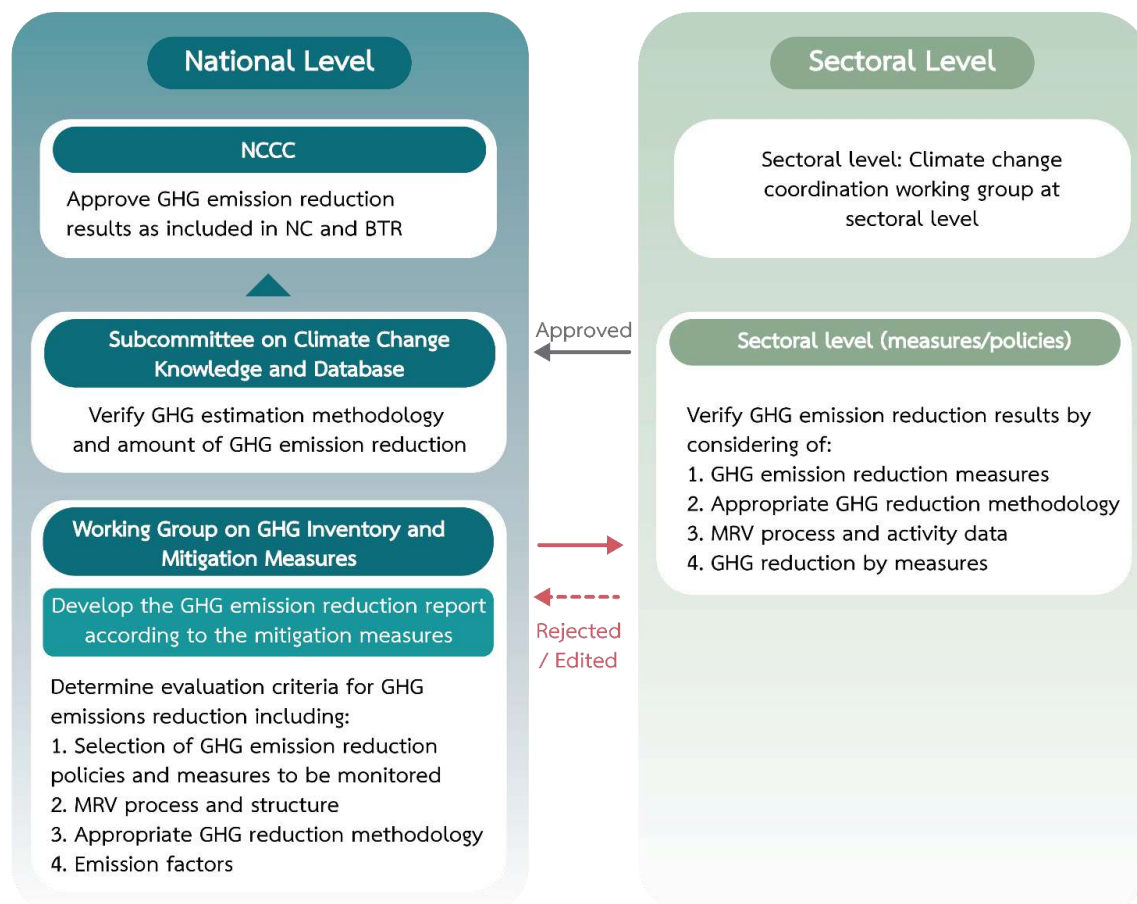 National Level
NCCC
Approve GHG emission reduction
results as included in NC and BTR
Subcommittee on Climate Change
Knowledge and Database
Verify GHG estimation methodology
and amount of GHG emission reduction
Working Group on GHG Inventory and
Mitigation Measures
Develop the GHG emission reduction report
according to the mitigation measures
Determine evaluation criteria for GHG
emissions reduction including:
1. Selection of GHG emission reduction
policies and measures to be monitored
2. MRV process and structure
3. Appropriate GHG reduction methodology
4. Emission factors
Approved
Rejected
/ Edited
Sectoral Level
Sectoral level: Climate change
coordination working group at
sectoral level
Sectoral level (measures/policies)
Verify GHG emission reduction results by
considering of:
1. GHG emission reduction measures
2. Appropriate GHG reduction methodology
3. MRV process and activity data
4. GHG reduction by measures